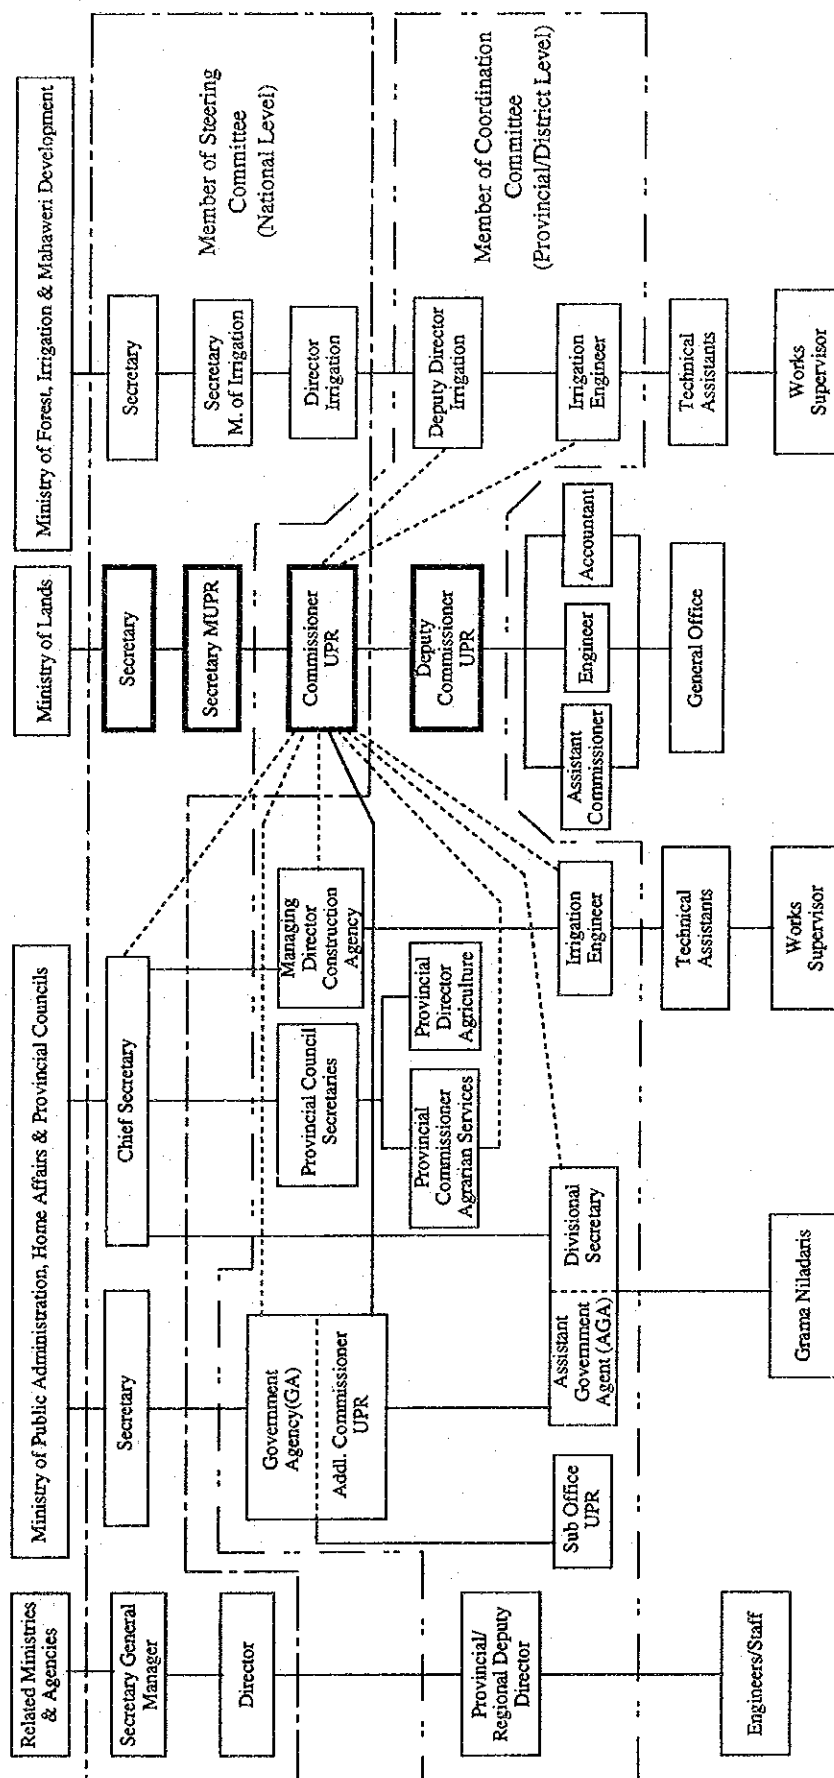 Related Ministries
& Agencies
Ministry of Public Administration, Home Affairs & Provincial Councils
Ministry of Lands
Ministry of Forest, Irrigation & Mahaweri Development
Secretary General
Manager
Secretary
Chief Secretary
Secretary
Secretary
Member of Steering
Committee
(National Level)
Secretary MUPR
Secretary
M. of Irrigation
Director
Government
Agency(GA)
Addl. Commissioner
UPR
Provincial Council
Secretaries
Managing
Director
Construction
Agency
Commissioner
UPR
Director
Irrigation
Provincial/
Regional Deputy
Director
Provincial
Commissioner
Agrarian Services
Provincial
Director
Agriculture
Deputy
Commissioner
UPR
Deputy Director
Irrigation
Member of Coordination
Committee
(Provincial/District Level)
Sub Office
UPR
Assistant
Government
Agent (AGA)
Divisional
Secretary
Irrigation
Engineer
Assistant
Commissioner
Engineer
Accountant
Irrigation
Engineer
Engineers/Staff
Technical
Assistants
General Office
Technical
Assistants
Grama Niladaris
Works
Supervisor
Works
Supervisor